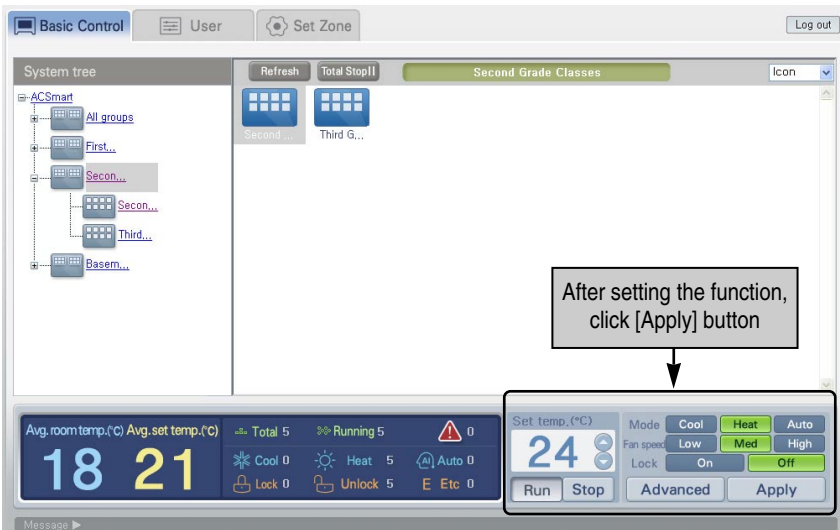 Basic Control
User
Set Zone
Log out
System tree
Refresh
Total Stop||
Second Grade Classes
Icon
ACSmart
All groups
First...
Secon...
Secon...
Third...
Basem...
Second ...
Third G...
After setting the function,
click [Apply] button
Avg. room temp.(°C) Avg. set temp.(°C)
18 21
Total 5 Running 5 0
Cool 0 Heat 5 AI Auto 0
Lock 0 Unlock 5 E Etc 0
Set temp.(°C)
24
Run Stop
Mode Cool Heat Auto
Fan speed Low Med High
Lock On Off
Advanced Apply
Message ▶